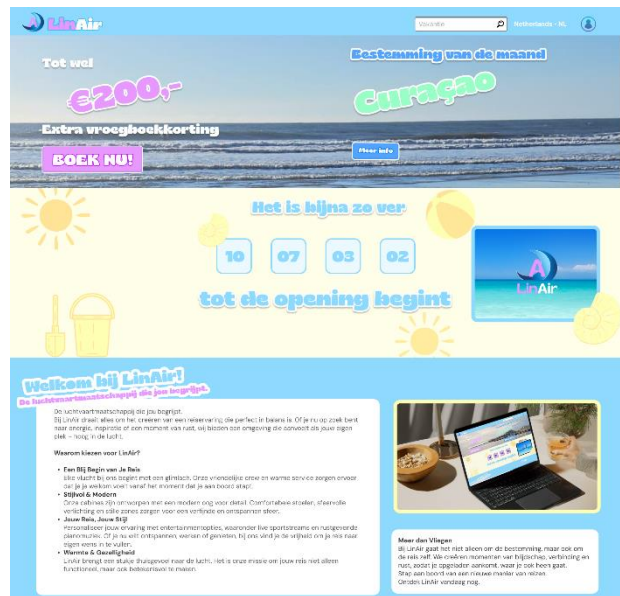 LinAir
Vakantie
Netherlands - NL
Tot wel
€200,-
Extra vroegboekkorting
BOEK NU!
Bestemming van de maand
Curaçao
Meer info
Het is bijna zo ver
10 07 03 02
tot de opening begint
A
LinAir
Welkom bij LinAir!
De luchtvaartmaatschappij die jou begrijpt.
De luchtvaartmaatschappij die jou begrijpt.
Bij LinAir draait alles om het creëren van een reiservaring die perfect in balans is. Of je nu op zoek bent
naar energie, inspiratie of een moment van rust, wij bieden een omgeving die aanvoelt als jouw eigen
plek – hoog in de lucht.
Waarom kiezen voor LinAir?
• Een Blij Begin van Je Reis
Elke vlucht bij ons begint met een glimlach. Onze vriendelijke crew en warme service zorgen ervoor
dat je je welkom voelt vanaf het moment dat je aan boord stapt.
• Stijlvol & Modern
Onze cabines zijn ontworpen met een modern oog voor detail. Comfortabele stoelen, sfeervolle
verlichting en stille zones zorgen voor een verfijnde en ontspannen sfeer.
• Jouw Reis, Jouw Stijl
Personaliseer jouw ervaring met entertainmentopties, waaronder live sportstreams en rustgevende
pianomuziek. Of je nu wilt ontspannen, werken of genieten, bij ons vind je de vrijheid om je reis naar
eigen wens in te vullen.
• Warmte & Gezelligheid
LinAir brengt een stukje thuisgevoel naar de lucht. Het is onze missie om jouw reis niet alleen
functioneel, maar ook betekenisvol te maken.
Meer dan Vliegen
Bij LinAir gaat het niet alleen om de bestemming, maar ook om
de reis zelf. We creëren momenten van blijdschap, verbinding en
rust, zodat je opgeladen aankomt, waar je ook heen gaat.
Stap aan boord van een nieuwe manier van reizen.
Ontdek LinAir vandaag nog.